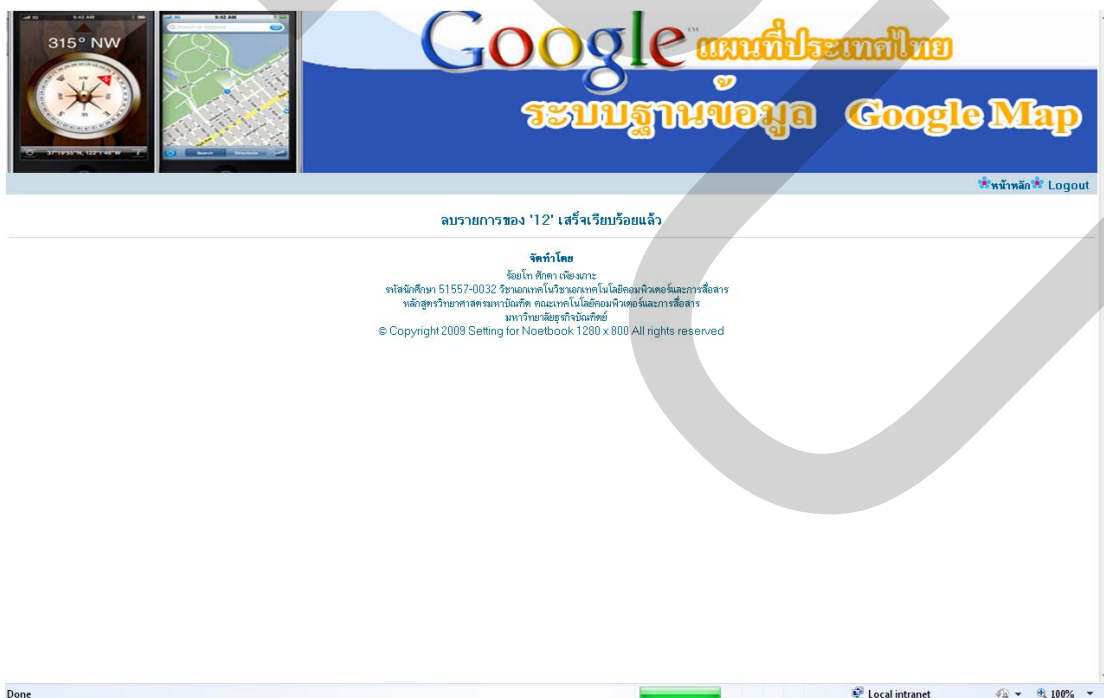 9:42 AM
9:42 AM
315° NW
Search
Google™ แผนที่ประเทศไทย
ระบบฐานข้อมูล Google Map
หน้าหลัก Logout
ลบรายการของ '12' เสร็จเรียบร้อยแล้ว
จัดทำโดย
ร้อยโท ศักดา เพียงเกาะ
รหัสนักศึกษา 51557-0032 วิชาเอกเทคโนวิชาเอกเทคโนโลยีคอมพิวเตอร์และการสื่อสาร
หลักสูตรวิทยาศาสตรมหาบัณฑิต คณะเทคโนโลยีคอมพิวเตอร์และการสื่อสาร
มหาวิทยาลัยธุรกิจบัณฑิตย์
© Copyright 2009 Setting for Noetbook 1280 x 800 All rights reserved
Done
Local intranet
100%